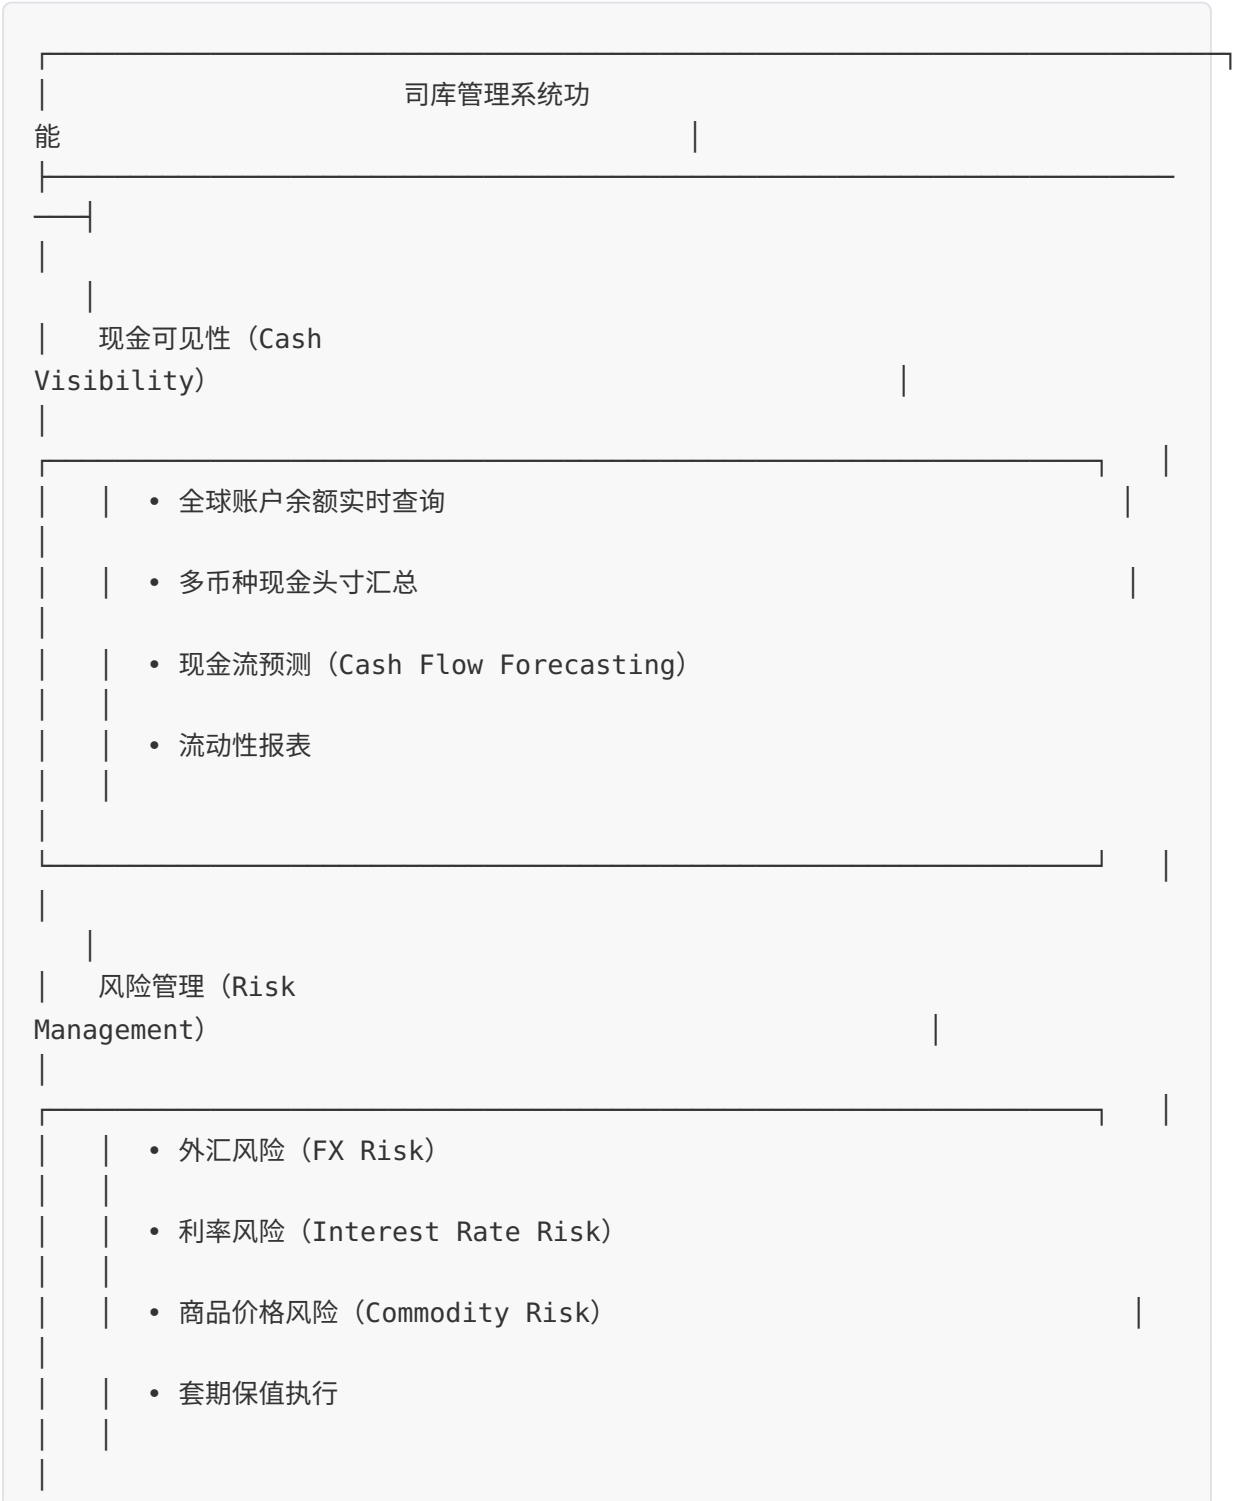 司库管理系统功
能
现金可见性（Cash
Visibility）
• 全球账户余额实时查询
• 多币种现金头寸汇总
• 现金流预测（Cash Flow Forecasting）
• 流动性报表
风险管理（Risk
Management）
• 外汇风险（FX Risk）
• 利率风险（Interest Rate Risk）
• 商品价格风险（Commodity Risk）
• 套期保值执行